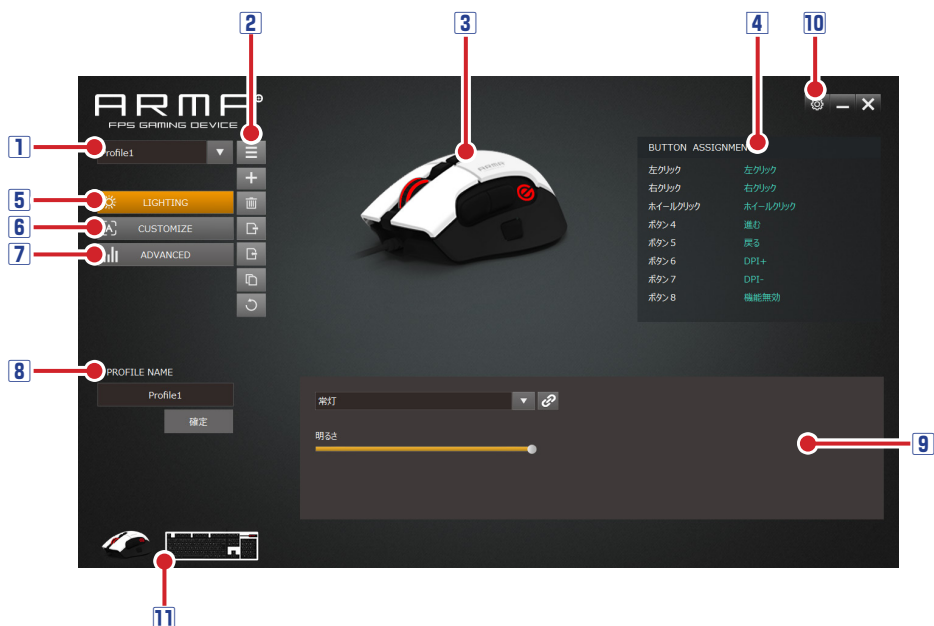 2
3
4
10
ARMA®
FPS GAMING DEVICE
1
rofile1
BUTTON ASSIGNMEN
左クリック 左クリック
右クリック 右クリック
ホイールクリック ホイールクリック
ボタン4 進む
ボタン5 戻る
ボタン6 DPI+
ボタン7 DPI-
ボタン8 機能無効
5
LIGHTING
6
CUSTOMIZE
7
ADVANCED
ARMA
8
PROFILE NAME
Profile1
確定
常灯
明るさ
9
11